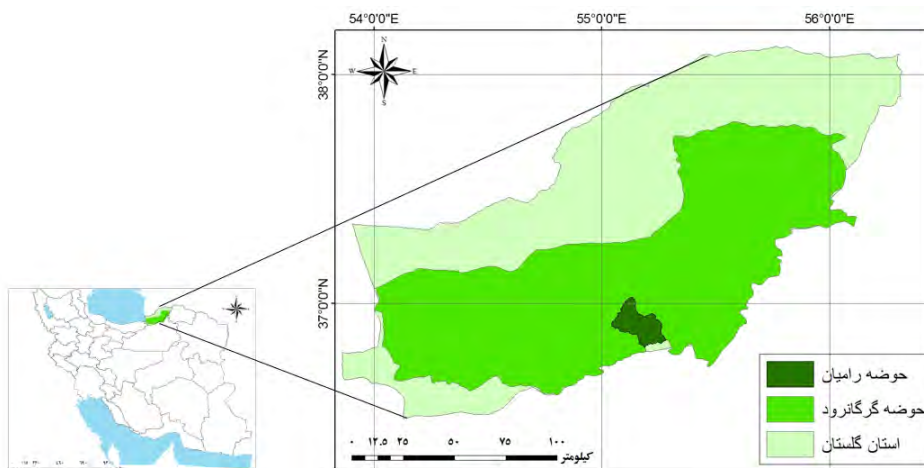 54°0'0"E 55°0'0"E 56°0'0"E
N
W E
S
38°0'0"N
37°0'0"N
حوضه رامیان
حوضه گرگانرود
استان گلستان
۰ ۱۲.۵ ۲۵ ۵۰ ۷۵ ۱۰۰
کیلومتر